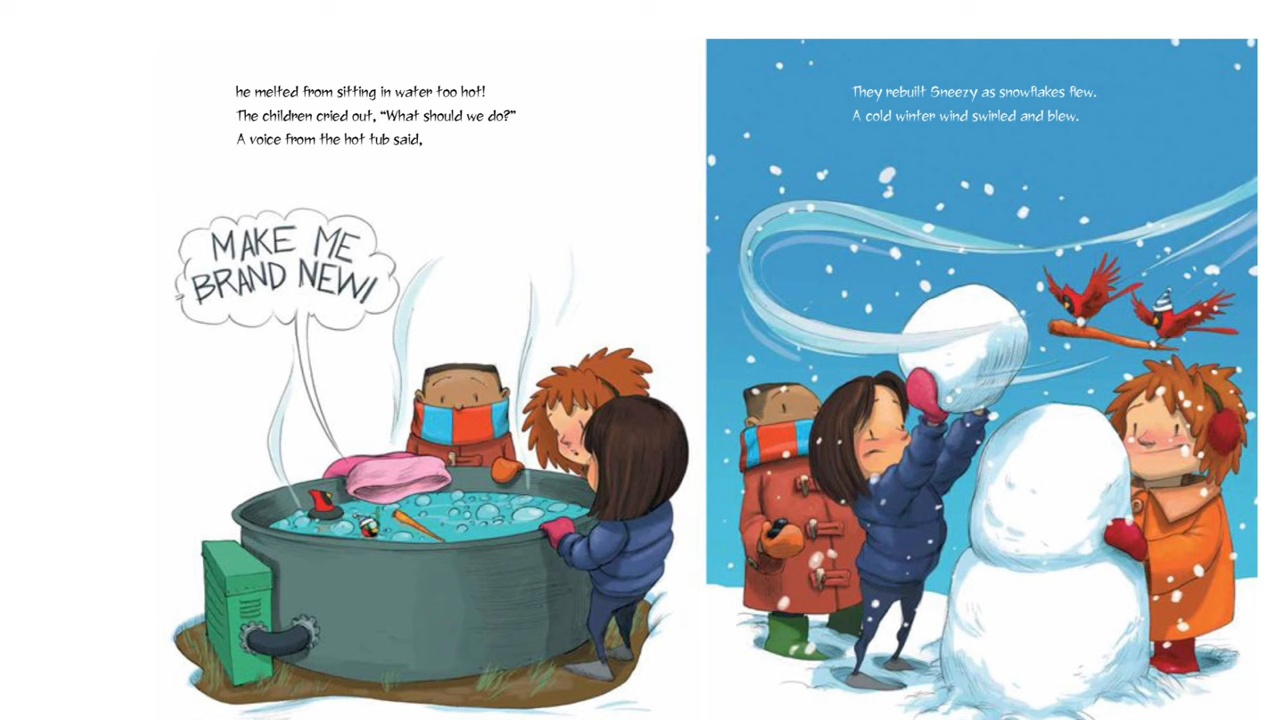 he melted from sitting in water too hot!
The children cried out, “What should we do?”
A voice from the hot tub said,
MAKE ME
BRAND NEW!
They rebuilt Sneezy as snowflakes flew.
A cold winter wind swirled and blew.